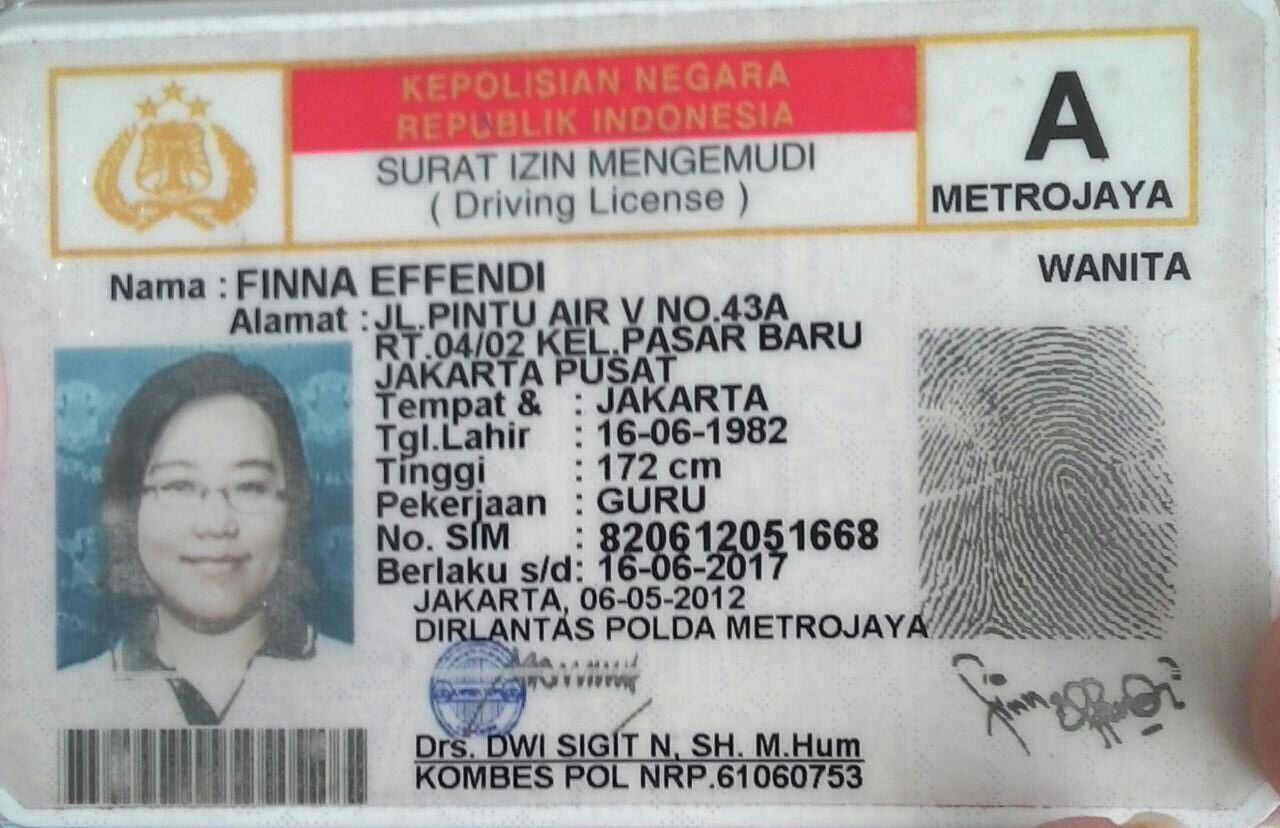 KEPOLISIAN NEGARA
REPUBLIK INDONESIA
SURAT IZIN MENGEMUDI
( Driving License )
A
METROJAYA
WANITA
Nama : FINNA EFFENDI
Alamat : JL.PINTU AIR V NO.43A
RT.04/02 KEL.PASAR BARU
JAKARTA PUSAT
Tempat & : JAKARTA
Tgl.Lahir : 16-06-1982
Tinggi : 172 cm
Pekerjaan : GURU
No. SIM : 820612051668
Berlaku s/d: 16-06-2017
JAKARTA, 06-05-2012
DIRLANTAS POLDA METROJAYA
Drs. DWI SIGIT N, SH. M.Hum
KOMBES POL NRP.61060753